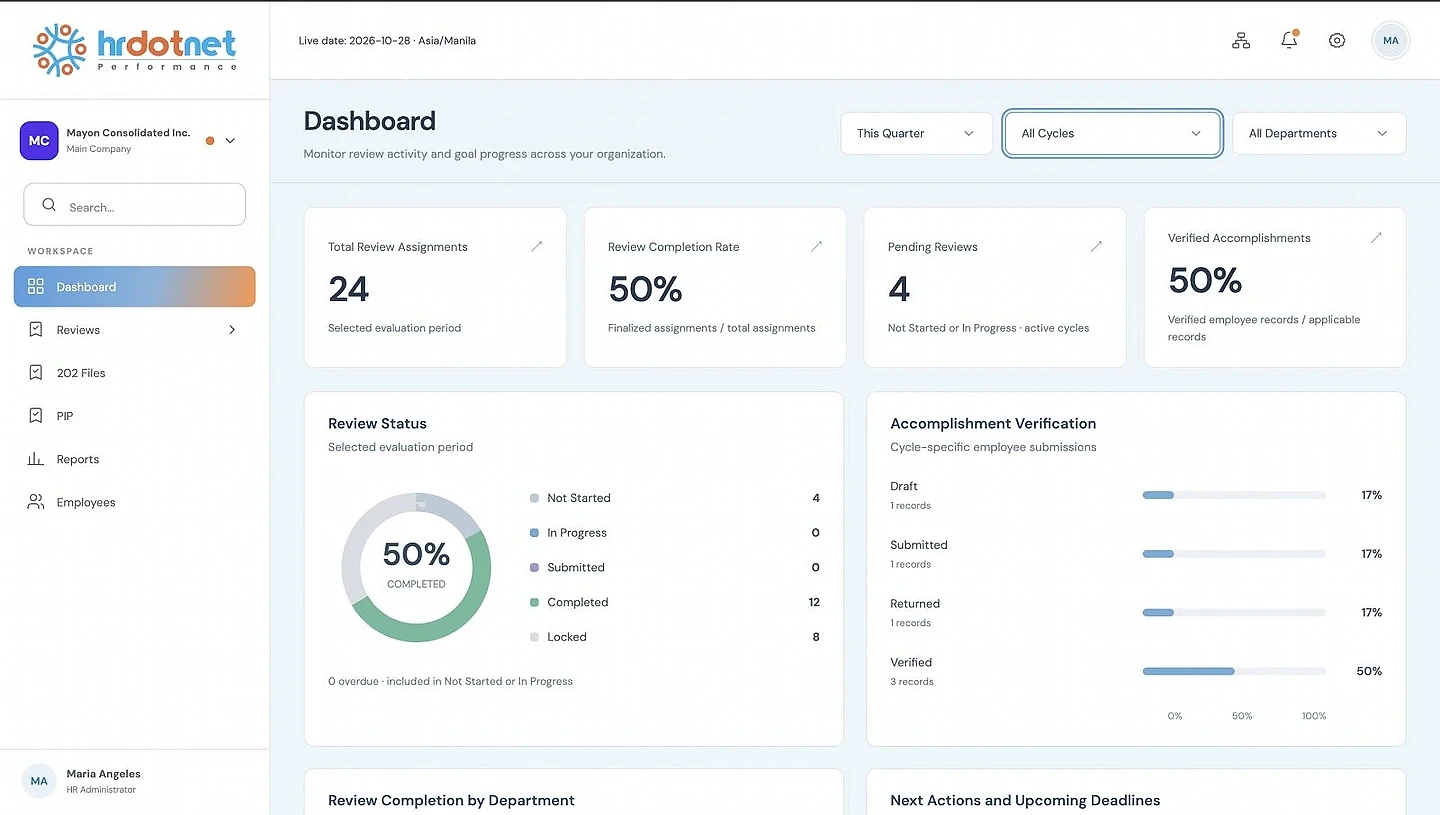 hrdotnet
Performance
Live date: 2026-10-28 · Asia/Manila
MA
MC
Mayon Consolidated Inc.
Main Company
Search...
WORKSPACE
Dashboard
Reviews
202 Files
PIP
Reports
Employees
MA
Maria Angeles
HR Administrator
Dashboard
Monitor review activity and goal progress across your organization.
This Quarter
All Cycles
All Departments
Total Review Assignments
24
Selected evaluation period
Review Completion Rate
50%
Finalized assignments / total assignments
Pending Reviews
4
Not Started or In Progress · active cycles
Verified Accomplishments
50%
Verified employee records / applicable
records
Review Status
Selected evaluation period
50%
COMPLETED
Not Started 4
In Progress 0
Submitted 0
Completed 12
Locked 8
0 overdue · included in Not Started or In Progress
Accomplishment Verification
Cycle-specific employee submissions
Draft
1 records
17%
Submitted
1 records
17%
Returned
1 records
17%
Verified
3 records
50%
0% 50% 100%
Review Completion by Department
Next Actions and Upcoming Deadlines